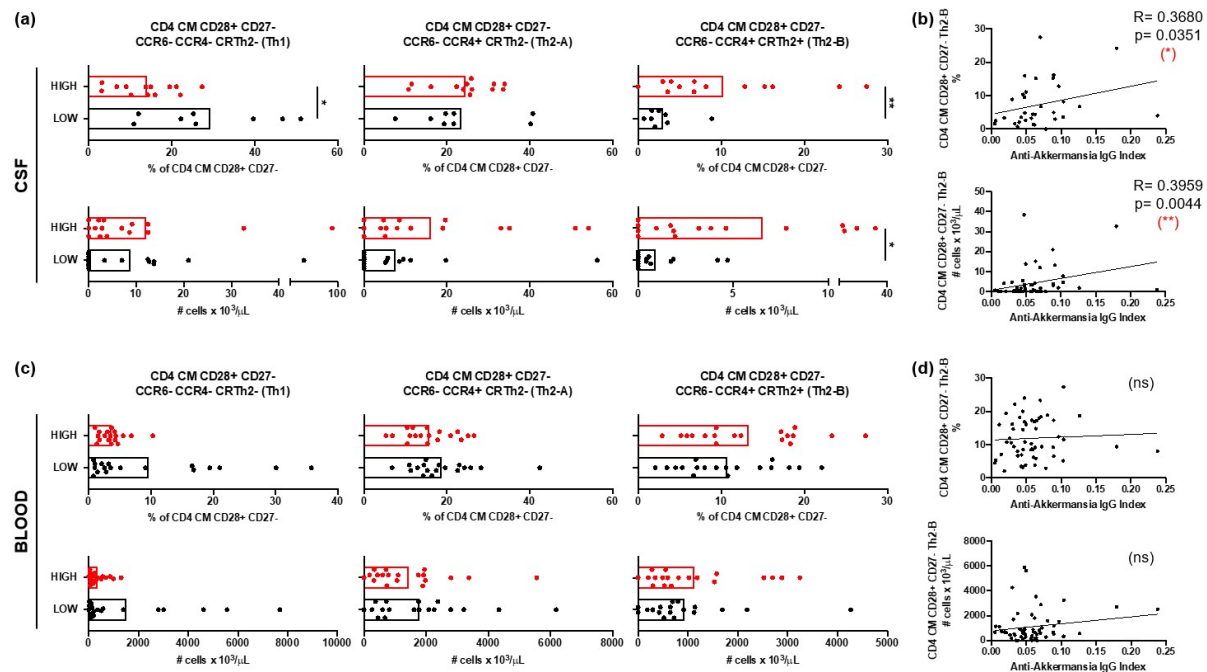 (a)
CD4 CM CD28+ CD27-
CCR6- CCR4- CRTh2- (Th1)
CD4 CM CD28+ CD27-
CCR6- CCR4+ CRTh2- (Th2-A)
CD4 CM CD28+ CD27-
CCR6- CCR4+ CRTh2+ (Th2-B)
CSF
HIGH
LOW
*
**
0 20 40 60
0 20 40 60
0 10 20 30
% of CD4 CM CD28+ CD27-
% of CD4 CM CD28+ CD27-
% of CD4 CM CD28+ CD27-
HIGH
LOW
*
0 10 20 30 40 100
0 20 40 60
0 5 10 40
# cells x 10³/µL
# cells x 10³/µL
# cells x 10³/µL
(b)
R= 0.3680
p= 0.0351
(*)
CD4 CM CD28+ CD27- Th2-B
%
30
20
10
0
0.00 0.05 0.10 0.15 0.20 0.25
Anti-Akkermansia IgG Index
R= 0.3959
p= 0.0044
(**)
CD4 CM CD28+ CD27- Th2-B
# cells x 10³/µL
50
40
30
20
10
0
0.00 0.05 0.10 0.15 0.20 0.25
Anti-Akkermansia IgG Index
(c)
CD4 CM CD28+ CD27-
CCR6- CCR4- CRTh2- (Th1)
CD4 CM CD28+ CD27-
CCR6- CCR4+ CRTh2- (Th2-A)
CD4 CM CD28+ CD27-
CCR6- CCR4+ CRTh2+ (Th2-B)
BLOOD
HIGH
LOW
0 10 20 30 40
0 20 40 60
0 10 20 30
% of CD4 CM CD28+ CD27-
% of CD4 CM CD28+ CD27-
% of CD4 CM CD28+ CD27-
HIGH
LOW
0 2000 4000 6000 8000 10000
0 2000 4000 6000 8000
0 1000 2000 3000 4000 5000
# cells x 10³/µL
# cells x 10³/µL
# cells x 10³/µL
(d)
(ns)
CD4 CM CD28+ CD27- Th2-B
%
40
30
20
10
0
0.00 0.05 0.10 0.15 0.20 0.25
Anti-Akkermansia IgG Index
(ns)
CD4 CM CD28+ CD27- Th2-B
# cells x 10³/µL
8000
6000
4000
2000
0
0.00 0.05 0.10 0.15 0.20 0.25
Anti-Akkermansia IgG Index